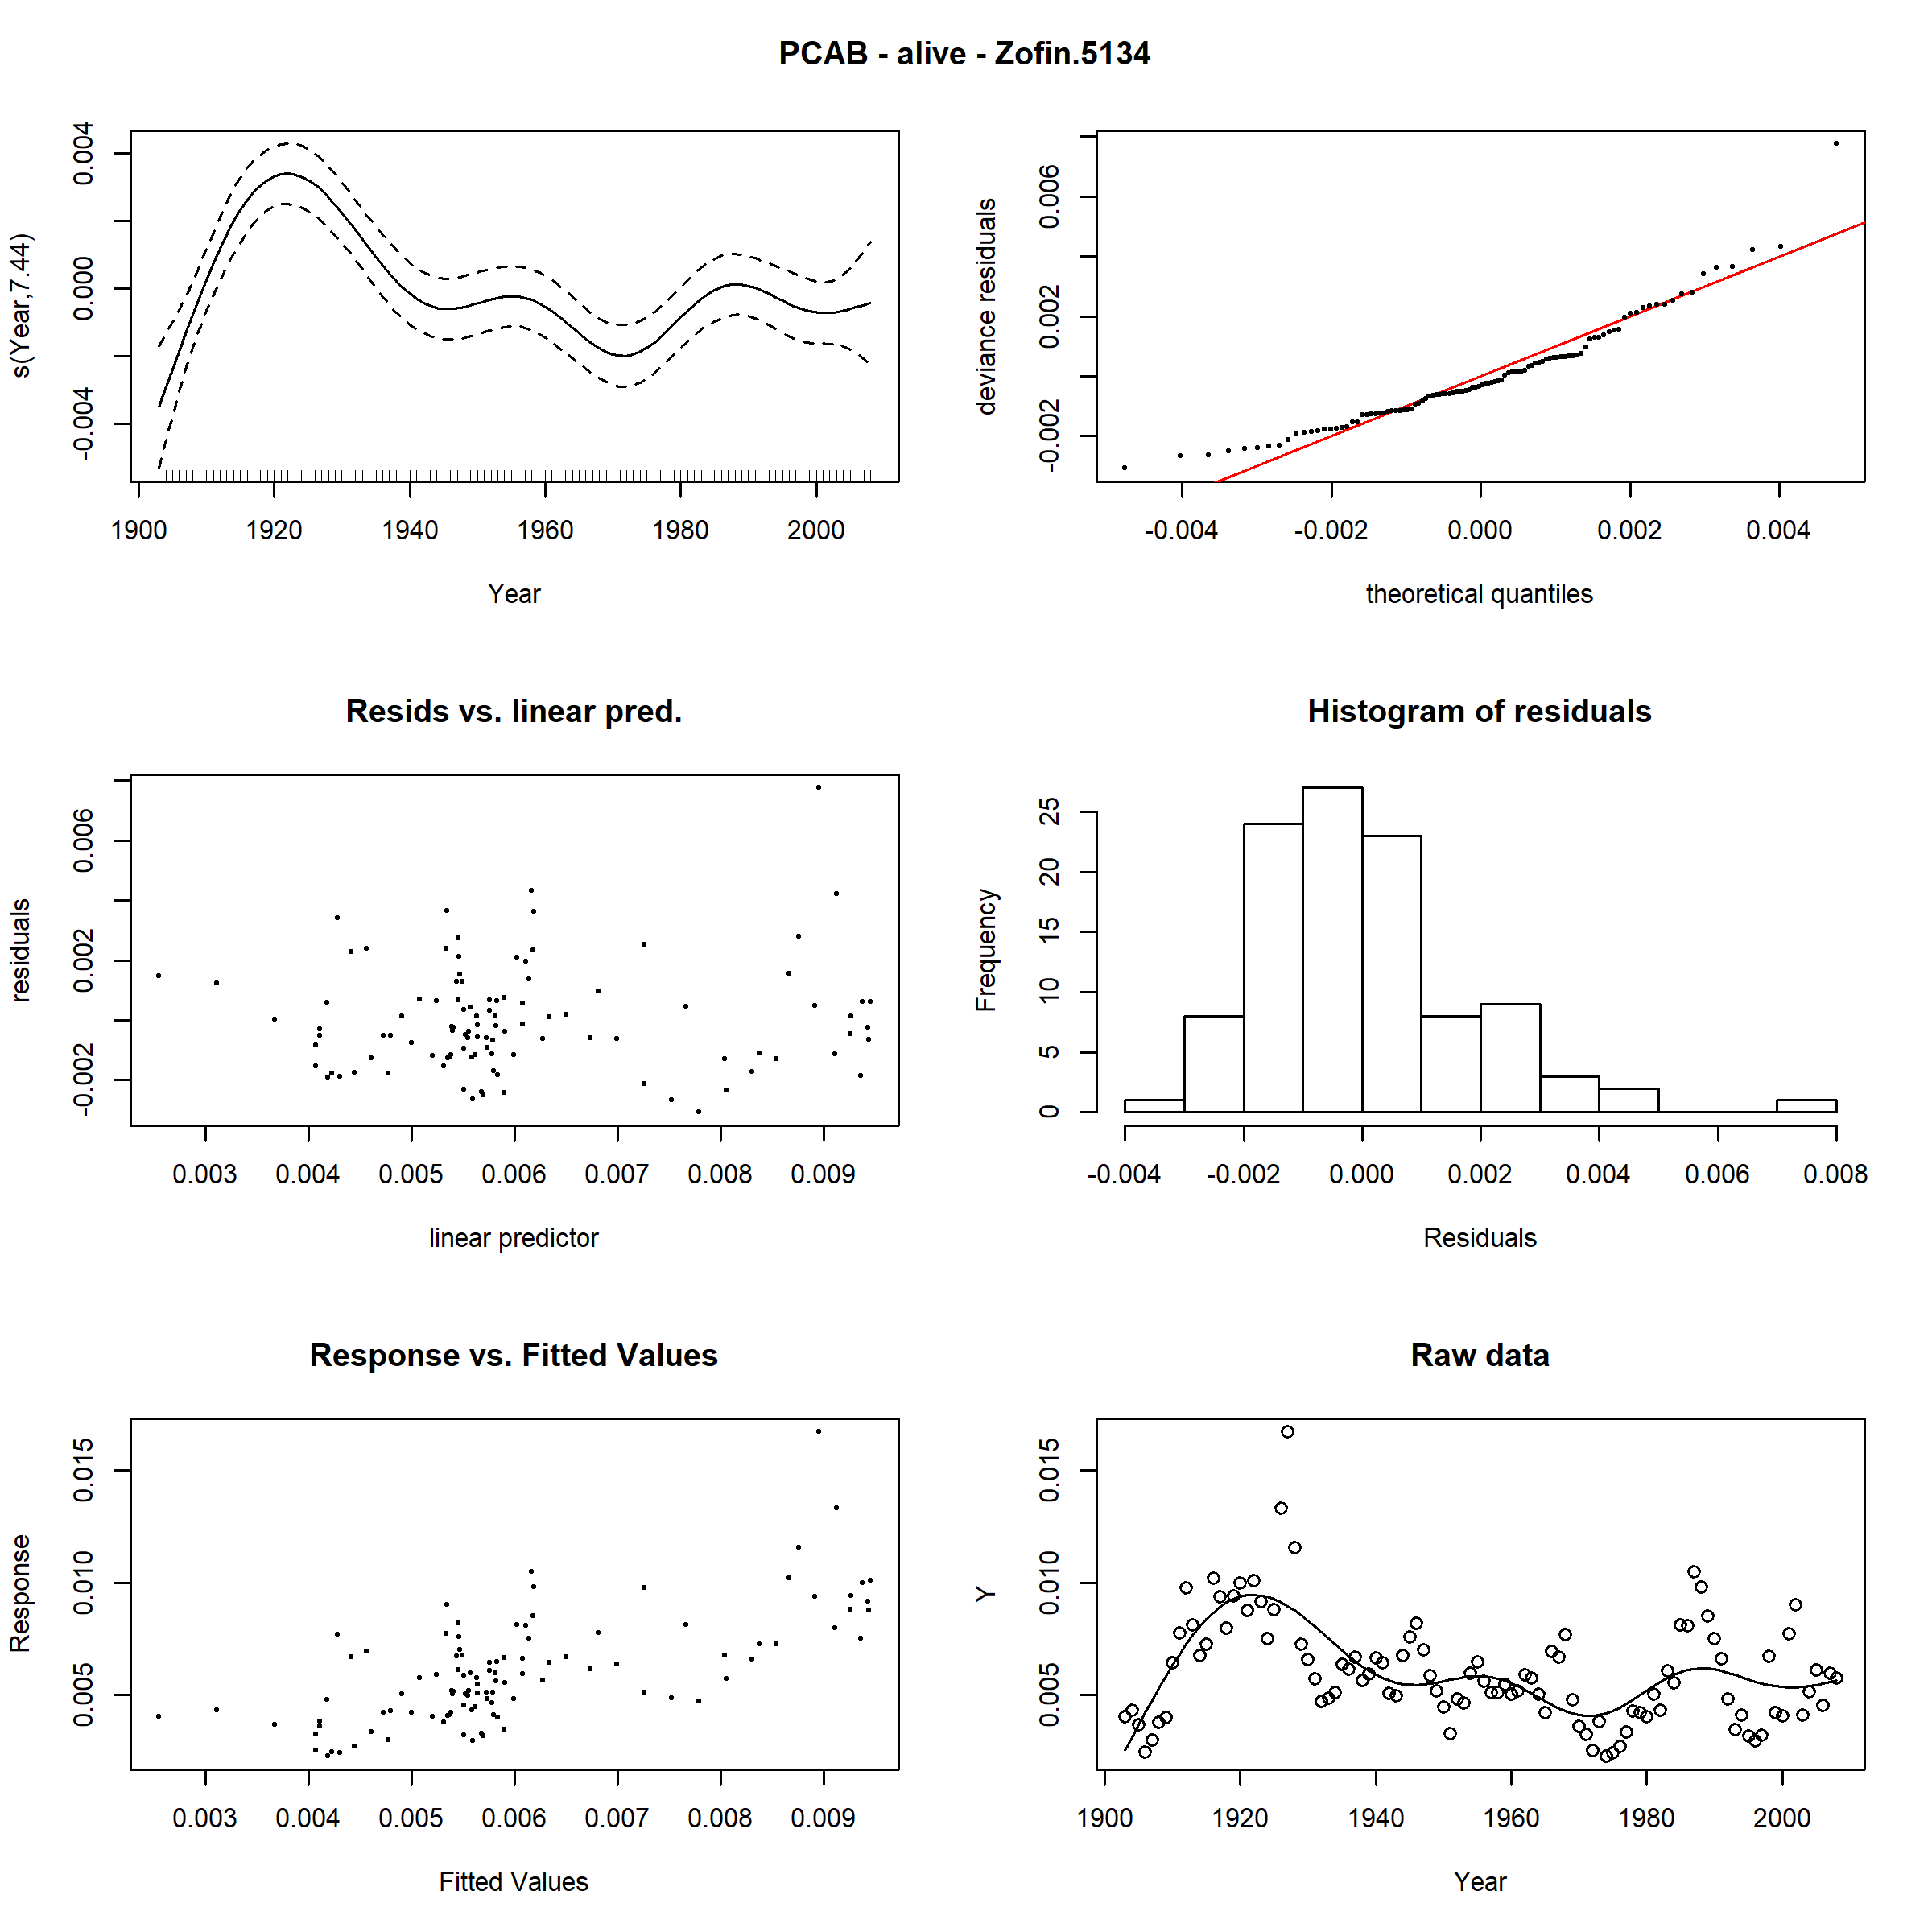 PCAB - alive - Zofin.5134
s(Year,7.44)
-0.004 0.000 0.004
1900 1920 1940 1960 1980 2000
Year
deviance residuals
-0.002 0.002 0.006
-0.004 -0.002 0.000 0.002 0.004
theoretical quantiles
Resids vs. linear pred.
residuals
-0.002 0.002 0.006
0.003 0.004 0.005 0.006 0.007 0.008 0.009
linear predictor
Histogram of residuals
Frequency
0 5 10 15 20 25
-0.004 -0.002 0.000 0.002 0.004 0.006 0.008
Residuals
Response vs. Fitted Values
Response
0.005 0.010 0.015
0.003 0.004 0.005 0.006 0.007 0.008 0.009
Fitted Values
Raw data
Y
0.005 0.010 0.015
1900 1920 1940 1960 1980 2000
Year